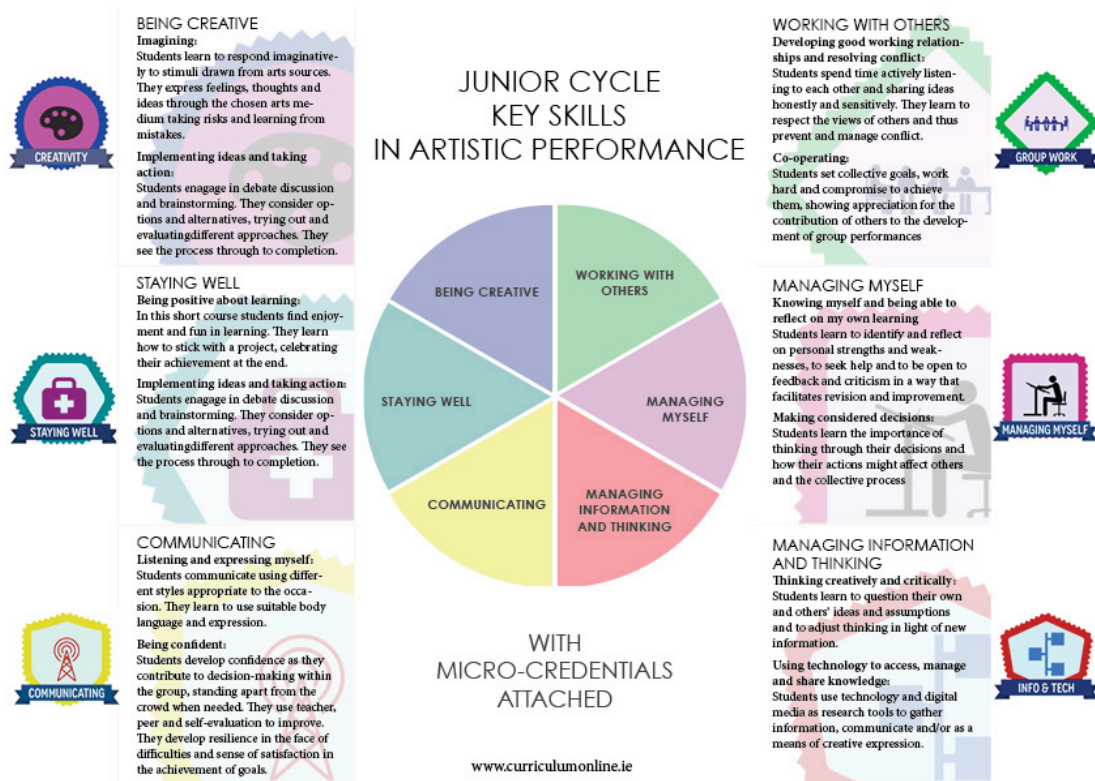 BEING CREATIVE
Imagining:
Students learn to respond imaginative-
ly to stimuli drawn from arts sources.
They express feelings, thoughts and
ideas through the chosen arts me-
dium taking risks and learning from
mistakes.
Implementing ideas and taking
action:
Students enagage in debate discussion
and brainstorming. They consider op-
tions and alternatives, trying out and
evaluatingdifferent approaches. They
see the process through to completion.
CREATIVITY
STAYING WELL
Being positive about learning:
In this short course students find enjoy-
ment and fun in learning. They learn
how to stick with a project, celebrating
their achievement at the end.
Implementing ideas and taking action:
Students enagage in debate discussion
and brainstorming. They consider op-
tions and alternatives, trying out and
evaluatingdifferent approaches. They see
the process through to completion.
STAYING WELL
COMMUNICATING
Listening and expressing myself:
Students communicate using differ-
ent styles appropriate to the occa-
sion. They learn to use suitable body
language and expression.
Being confident:
Students develop confidence as they
contribute to decision-making within
the group, standing apart from the
crowd when needed. They use teacher,
peer and self-evaluation to improve.
They develop resilience in the face of
difficulties and sense of satisfaction in
the achievement of goals.
COMMUNICATING
JUNIOR CYCLE
KEY SKILLS
IN ARTISTIC PERFORMANCE
BEING CREATIVE
WORKING WITH
OTHERS
STAYING WELL
MANAGING
MYSELF
COMMUNICATING
MANAGING
INFORMATION
AND THINKING
WITH
MICRO-CREDENTIALS
ATTACHED
www.curriculumonline.ie
WORKING WITH OTHERS
Developing good working relation-
ships and resolving conflict:
Students spend time actively listen-
ing to each other and sharing ideas
honestly and sensitively. They learn to
respect the views of others and thus
prevent and manage conflict.
Co-operating:
Students set collective goals, work
hard and compromise to achieve
them, showing appreciation for the
contribution of others to the develop-
ment of group performances
GROUP WORK
MANAGING MYSELF
Knowing myself and being able to
reflect on my own learning
Students learn to identify and reflect
on personal strengths and weak-
nesses, to seek help and to be open to
feedback and criticism in a way that
facilitates revision and improvement.
Making considered decisions:
Students learn the importance of
thinking through their decisions and
how their actions might affect others
and the collective process
MANAGING MYSELF
MANAGING INFORMATION
AND THINKING
Thinking creatively and critically:
Students learn to question their own
and others' ideas and assumptions
and to adjust thinking in light of new
information.
Using technology to access, manage
and share knowledge:
Students use technology and digital
media as research tools to gather
information, communicate and/or as a
means of creative expression.
INFO & TECH